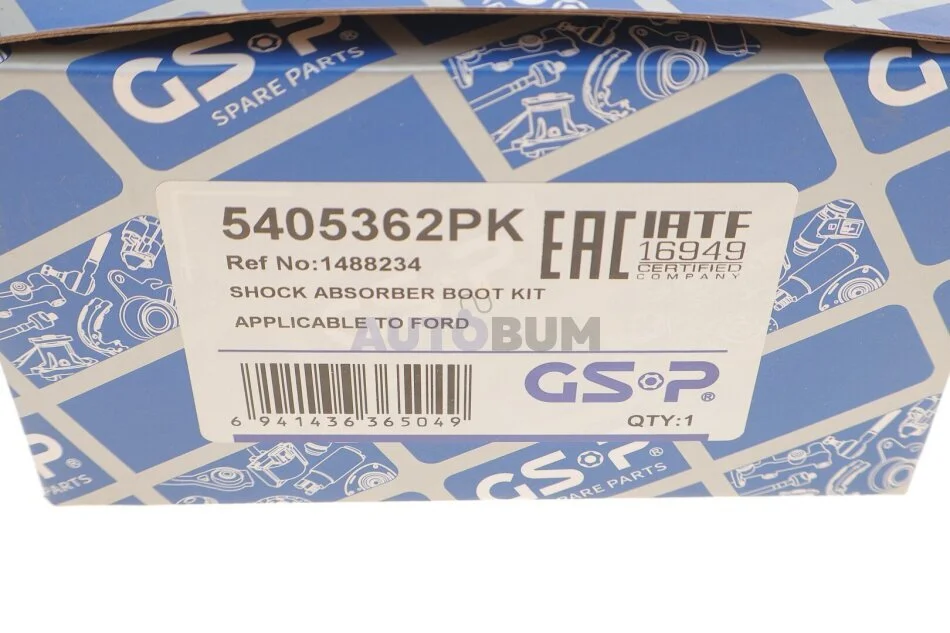 GS·P
SPARE PARTS
GS
5405362PK
EAC
IATF
16949
CERTIFIED
COMPANY
Ref No:1488234
SHOCK ABSORBER BOOT KIT
APPLICABLE TO FORD
AUTOBUM
GS·P®
6 941436 365049
QTY:1
P®
PARTS
GS·P
SPARE PARTS